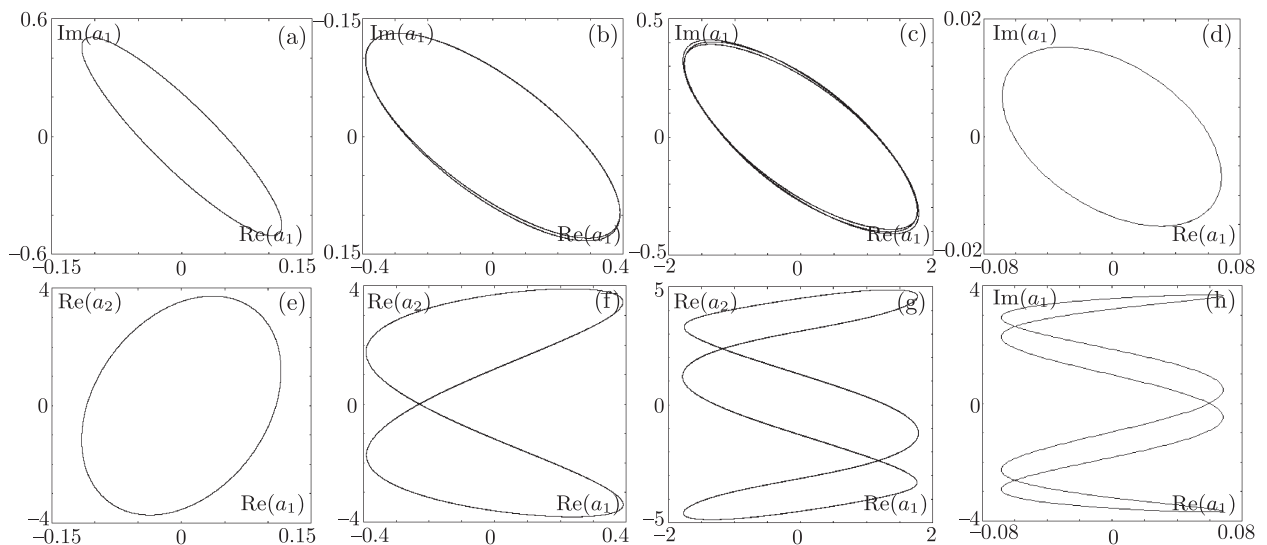 0.6 Im(a₁) (a)
0
−0.6 Re(a₁)
−0.15 0 0.15
−0.15 Im(a₁) (b)
0
0.15 Re(a₁)
−0.4 0 0.4
0.5 Im(a₁) (c)
0
−0.5 Re(a₁)
−2 0 2
0.02 Im(a₁) (d)
0
−0.02 Re(a₁)
−0.08 0 0.08
4 Re(a₂) (e)
0
−4 Re(a₁)
−0.15 0 0.15
4 Re(a₂) (f)
0
−4 Re(a₁)
−0.4 0 0.4
5 Re(a₂) (g)
0
−5 Re(a₁)
−2 0 2
4 Im(a₁) (h)
0
−4 Re(a₁)
−0.08 0 0.08